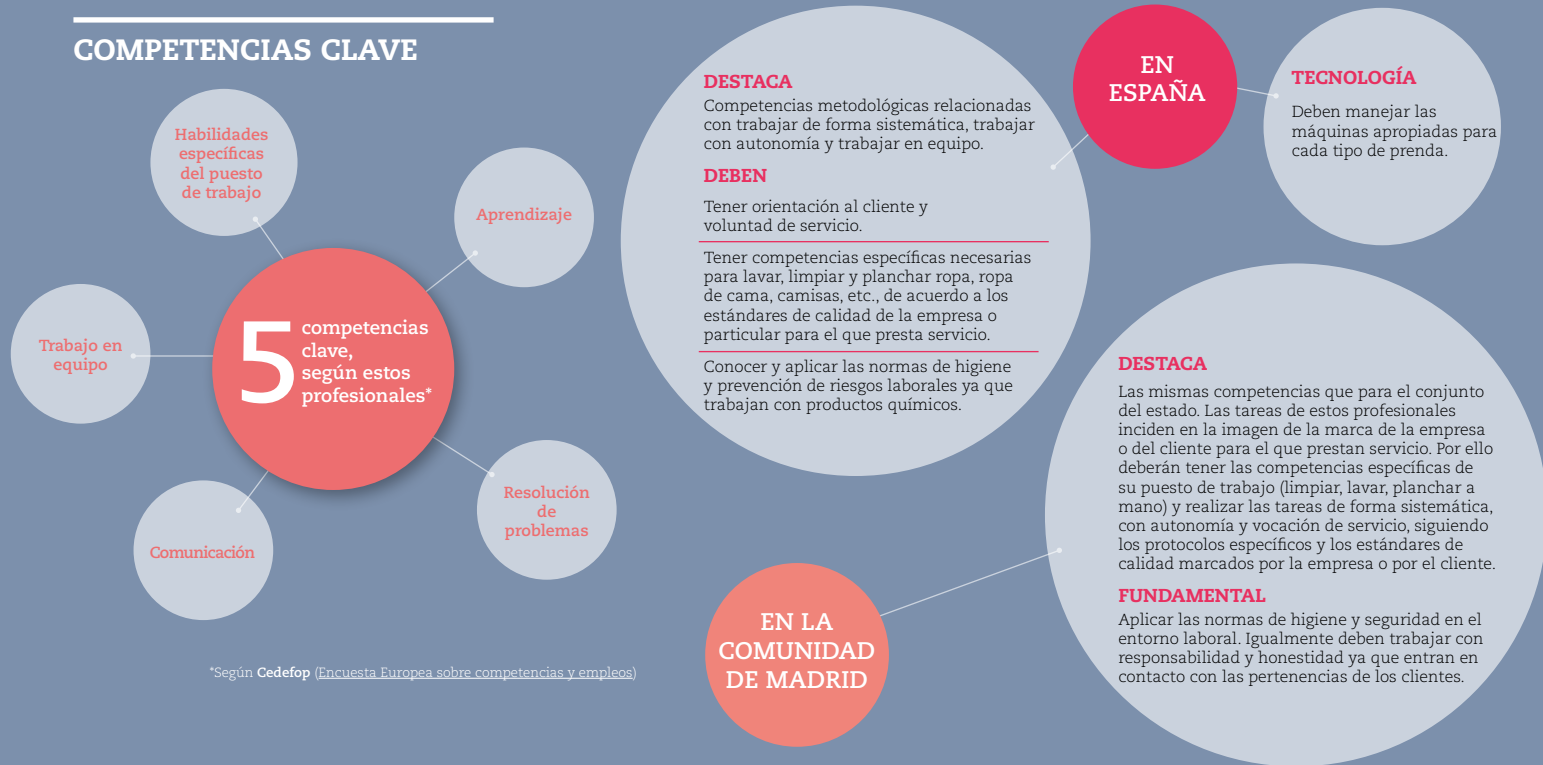 COMPETENCIAS CLAVE
Habilidades
específicas
del puesto
de trabajo
Aprendizaje
Trabajo en
equipo
5 competencias
clave,
según estos
profesionales*
Resolución
de
problemas
Comunicación
*Según Cedefop (Encuesta Europea sobre competencias y empleos)
EN
ESPAÑA
DESTACA
Competencias metodológicas relacionadas
con trabajar de forma sistemática, trabajar
con autonomía y trabajar en equipo.
DEBEN
Tener orientación al cliente y
voluntad de servicio.
Tener competencias específicas necesarias
para lavar, limpiar y planchar ropa, ropa
de cama, camisas, etc., de acuerdo a los
estándares de calidad de la empresa o
particular para el que presta servicio.
Conocer y aplicar las normas de higiene
y prevención de riesgos laborales ya que
trabajan con productos químicos.
TECNOLOGÍA
Deben manejar las
máquinas apropiadas para
cada tipo de prenda.
EN LA
COMUNIDAD
DE MADRID
DESTACA
Las mismas competencias que para el conjunto
del estado. Las tareas de estos profesionales
inciden en la imagen de la marca de la empresa
o del cliente para el que prestan servicio. Por ello
deberán tener las competencias específicas de
su puesto de trabajo (limpiar, lavar, planchar a
mano) y realizar las tareas de forma sistemática,
con autonomía y vocación de servicio, siguiendo
los protocolos específicos y los estándares de
calidad marcados por la empresa o por el cliente.
FUNDAMENTAL
Aplicar las normas de higiene y seguridad en el
entorno laboral. Igualmente deben trabajar con
responsabilidad y honestidad ya que entran en
contacto con las pertenencias de los clientes.